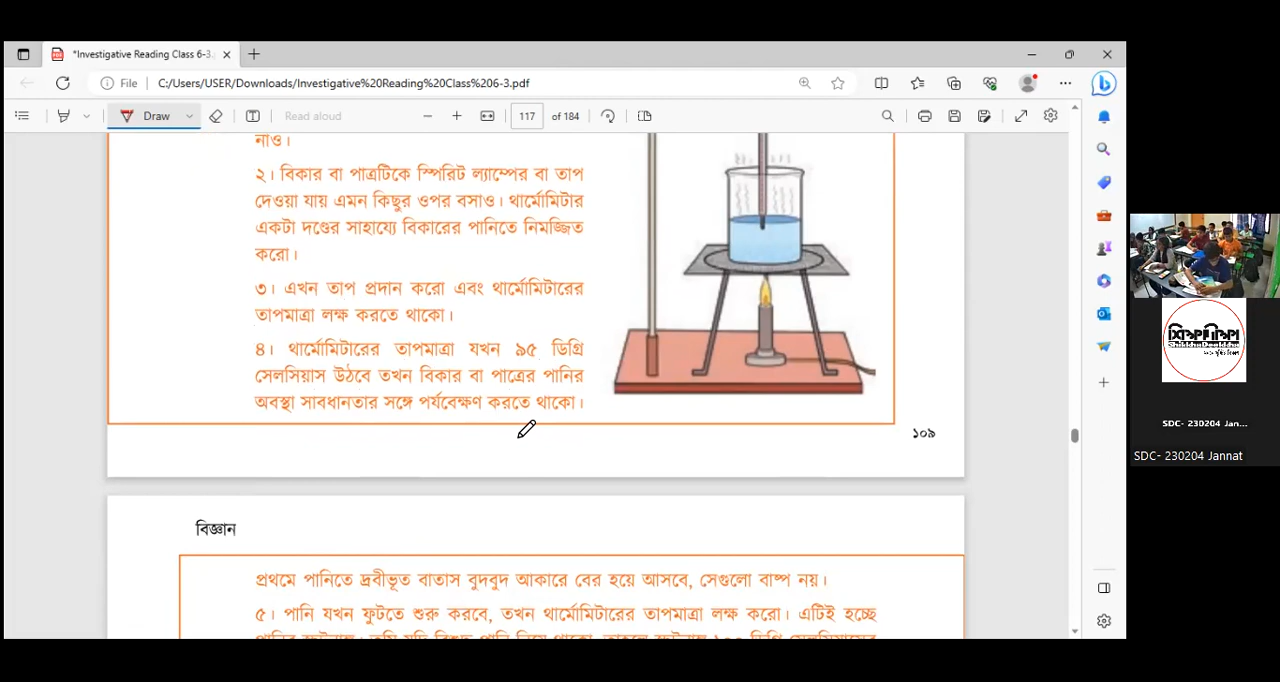 *Investigative Reading Class 6-3.
File
C:/Users/USER/Downloads/Investigative%20Reading%20Class%206-3.pdf
Draw
Read aloud
117 of 184
নাও।
২। বিকার বা পাত্রটিকে স্পিরিট ল্যাম্পের বা তাপ
দেওয়া যায় এমন কিছুর ওপর বসাও। থার্মোমিটার
একটা দণ্ডের সাহায্যে বিকারের পানিতে নিমজ্জিত
করো।
৩। এখন তাপ প্রদান করো এবং থার্মোমিটারের
তাপমাত্রা লক্ষ করতে থাকো।
৪। থার্মোমিটারের তাপমাত্রা যখন ৯৫ ডিগ্রি
সেলসিয়াস উঠবে তখন বিকার বা পাত্রের পানির
অবস্থা সাবধানতার সঙ্গে পর্যবেক্ষণ করতে থাকো।
১০৯
বিজ্ঞান
প্রথমে পানিতে দ্রবীভূত বাতাস বুদবুদ আকারে বের হয়ে আসবে, সেগুলো বাষ্প নয়।
৫। পানি যখন ফুটতে শুরু করবে, তখন থার্মোমিটারের তাপমাত্রা লক্ষ করো। এটিই হচ্ছে
SDC- 230204 Jan...
SDC- 230204 Jannat